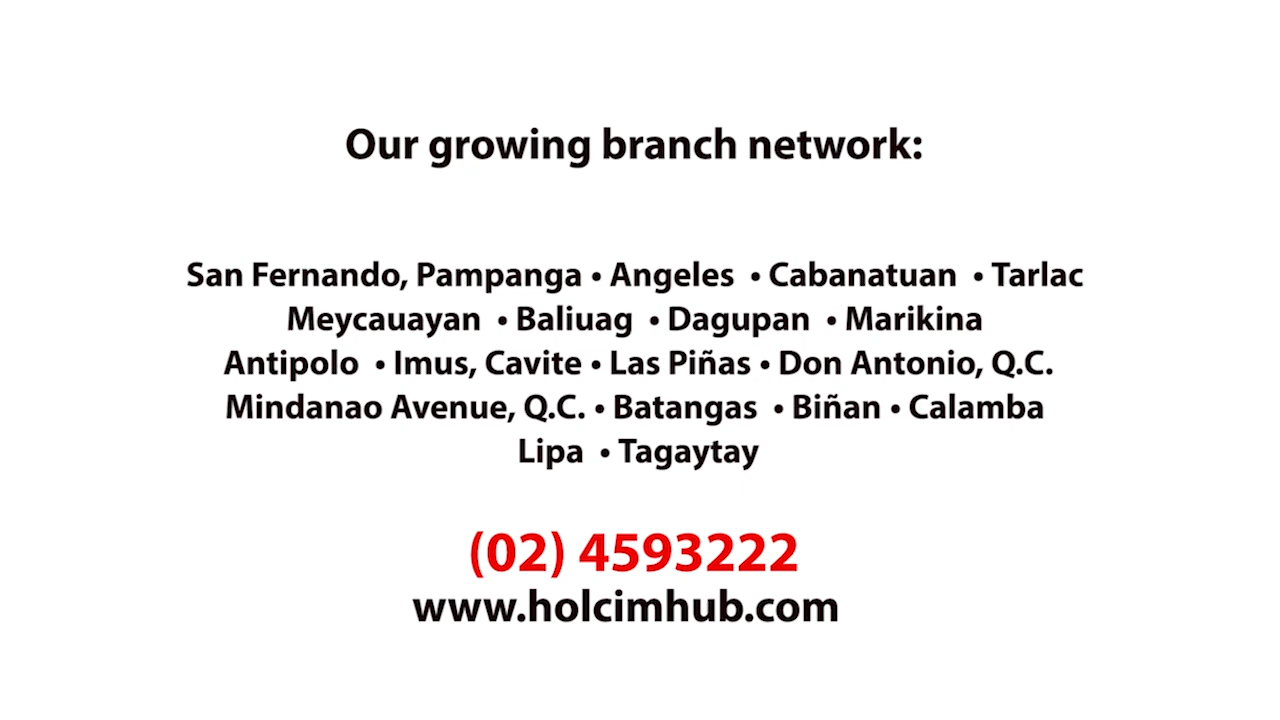 Our growing branch network:
San Fernando, Pampanga • Angeles • Cabanatuan • Tarlac
Meycauayan • Baliuag • Dagupan • Marikina
Antipolo • Imus, Cavite • Las Piñas • Don Antonio, Q.C.
Mindanao Avenue, Q.C. • Batangas • Biñan • Calamba
Lipa • Tagaytay
(02) 4593222
www.holcimhub.com